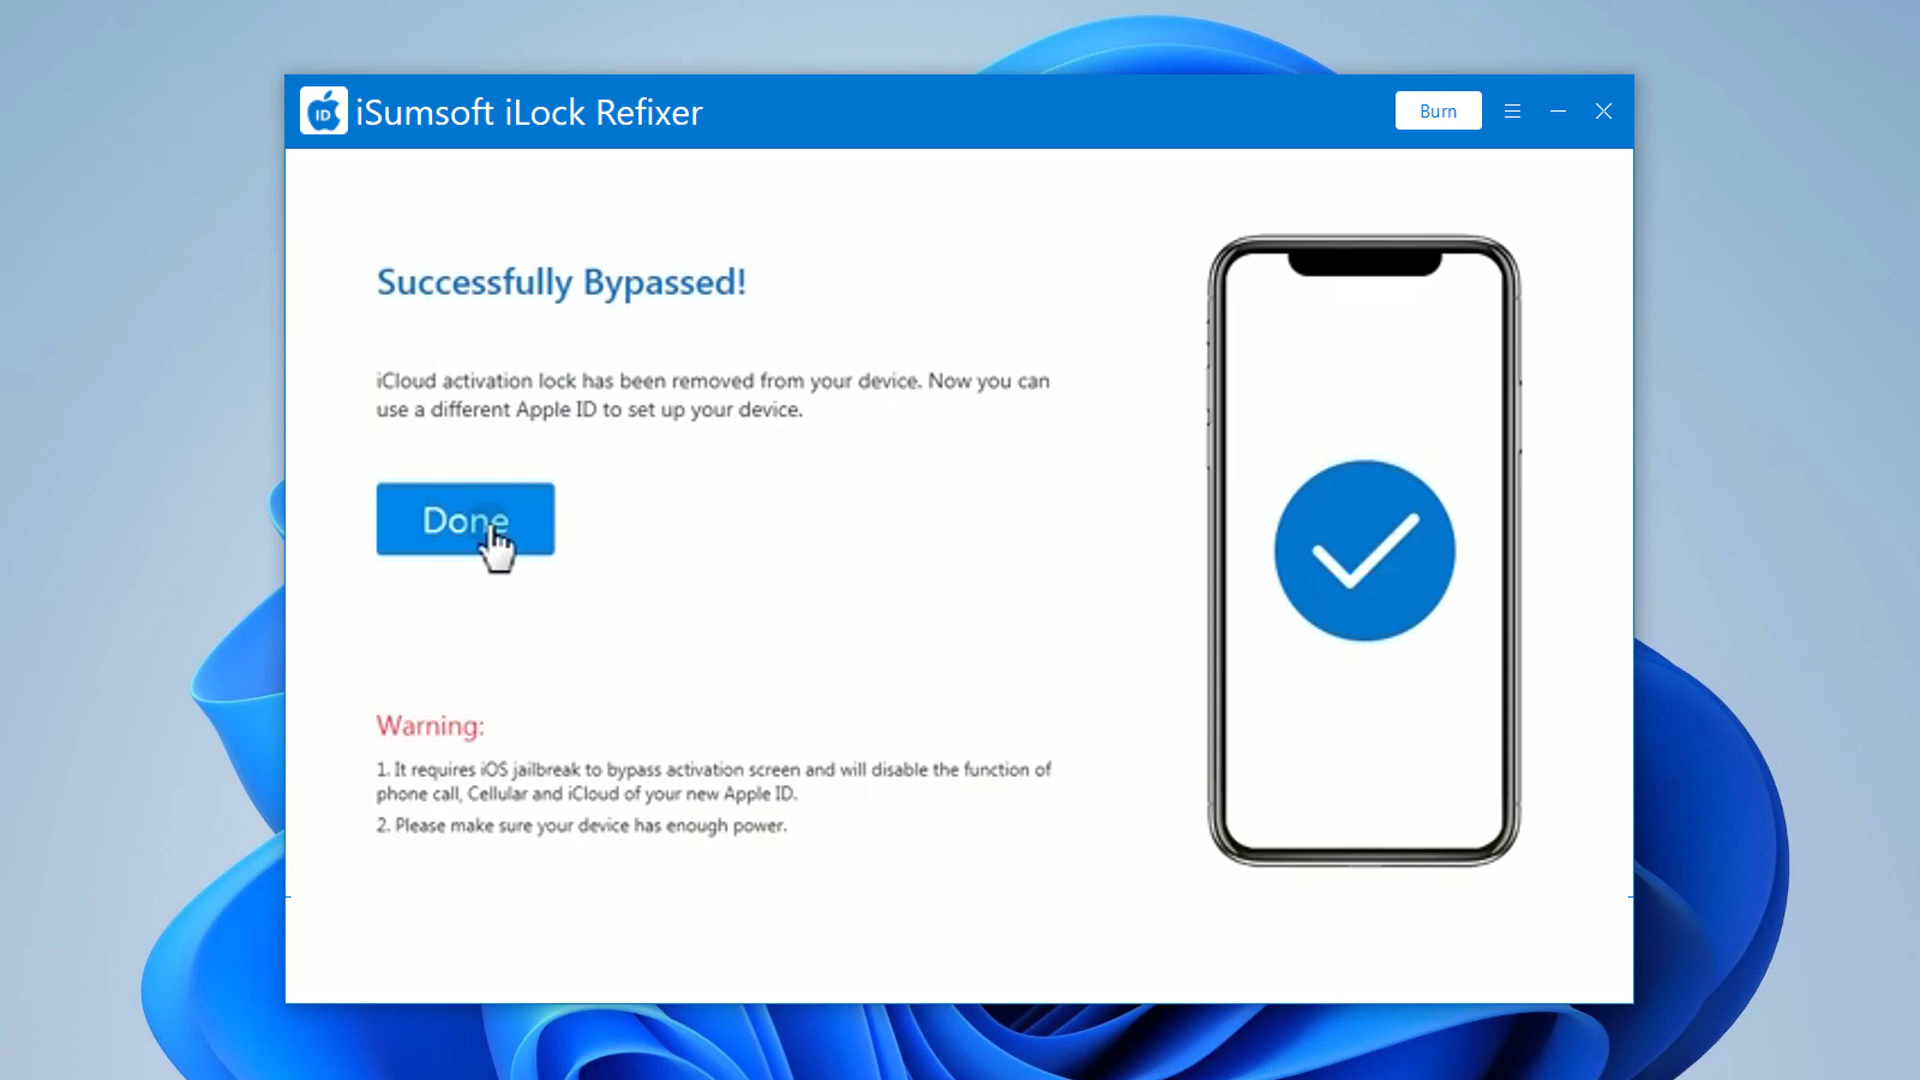 ID
iSumsoft iLock Refixer
Burn
Successfully Bypassed!
iCloud activation lock has been removed from your device. Now you can
use a different Apple ID to set up your device.
Done
Warning:
1. It requires iOS jailbreak to bypass activation screen and will disable the function of
phone call, Cellular and iCloud of your new Apple ID.
2. Please make sure your device has enough power.